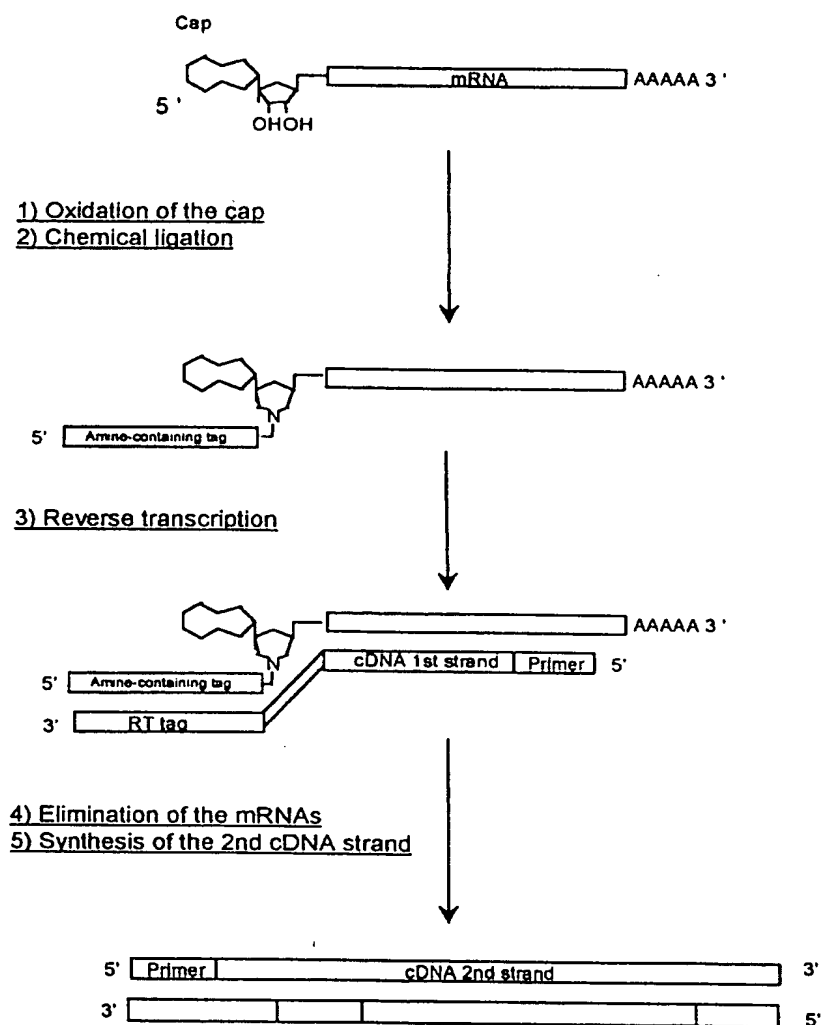 Cap
mRNA AAAAA 3 '
5 '
OHOH
1) Oxidation of the cap
2) Chemical ligation
AAAAA 3 '
5' Amine-containing tag N
3) Reverse transcription
AAAAA 3 '
N cDNA 1st strand Primer 5'
5' Amine-containing tag
3' RT tag
4) Elimination of the mRNAs
5) Synthesis of the 2nd cDNA strand
5' Primer cDNA 2nd strand 3'
3' 5'